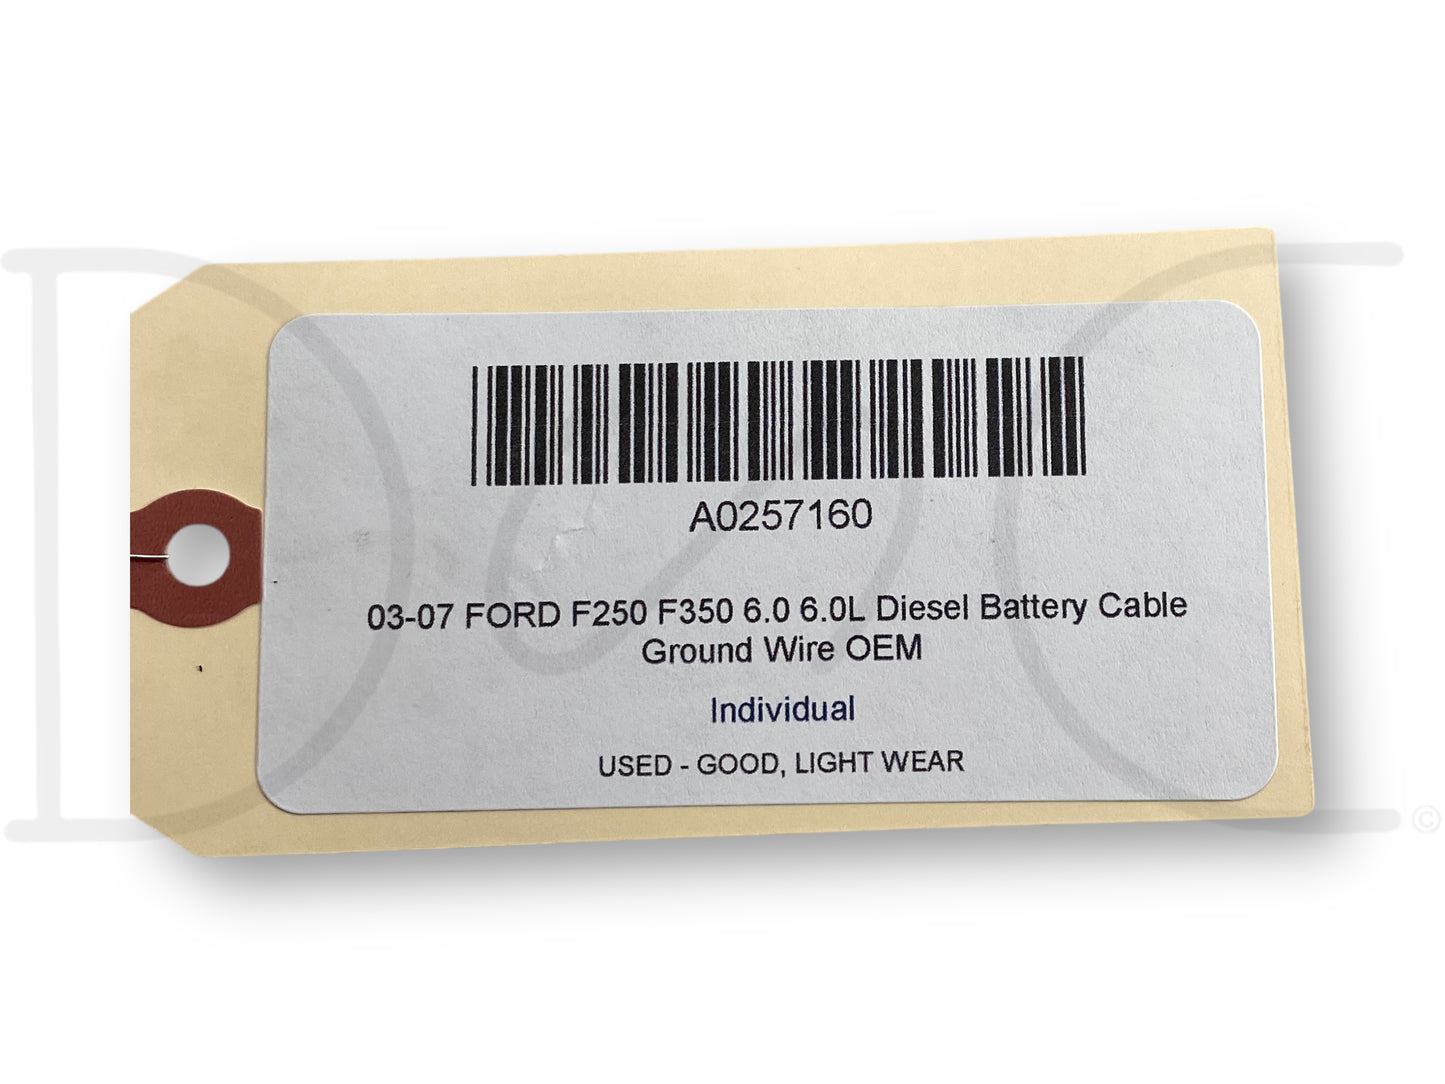 A0257160
03-07 FORD F250 F350 6.0 6.0L Diesel Battery Cable
Ground Wire OEM
Individual
USED - GOOD, LIGHT WEAR
©